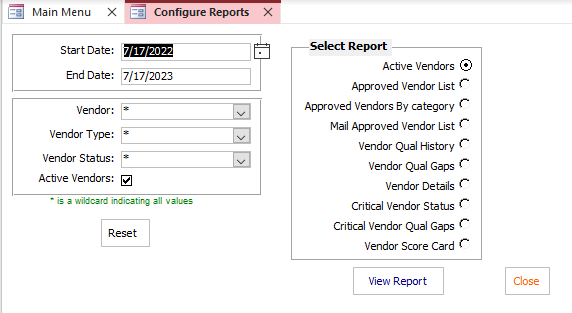 Main Menu
Configure Reports
Start Date: 7/17/2022
End Date: 7/17/2023
Vendor: *
Vendor Type: *
Vendor Status: *
Active Vendors:
* is a wildcard indicating all values
Reset
Select Report
Active Vendors
Approved Vendor List
Approved Vendors By category
Mail Approved Vendor List
Vendor Qual History
Vendor Qual Gaps
Vendor Details
Critical Vendor Status
Critical Vendor Qual Gaps
Vendor Score Card
View Report
Close